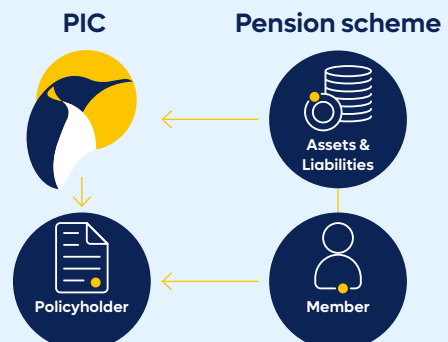 PIC
Pension scheme
Assets &
Liabilities
Policyholder
Member